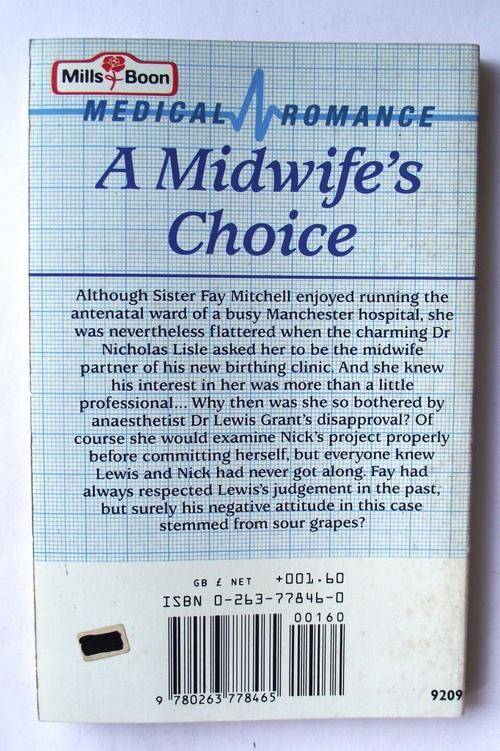 Mills & Boon
MEDICAL ROMANCE
A Midwife's
Choice
Although Sister Fay Mitchell enjoyed running the
antenatal ward of a busy Manchester hospital, she
was nevertheless flattered when the charming Dr
Nicholas Lisle asked her to be the midwife
partner of his new birthing clinic. And she knew
his interest in her was more than a little
professional... Why then was she so bothered by
anaesthetist Dr Lewis Grant's disapproval? Of
course she would examine Nick's project properly
before committing herself, but everyone knew
Lewis and Nick had never got along. Fay had
always respected Lewis's judgement in the past,
but surely his negative attitude in this case
stemmed from sour grapes?
GB £ NET +001.60
ISBN 0-263-77846-0
00160
9 780263 778465
9209